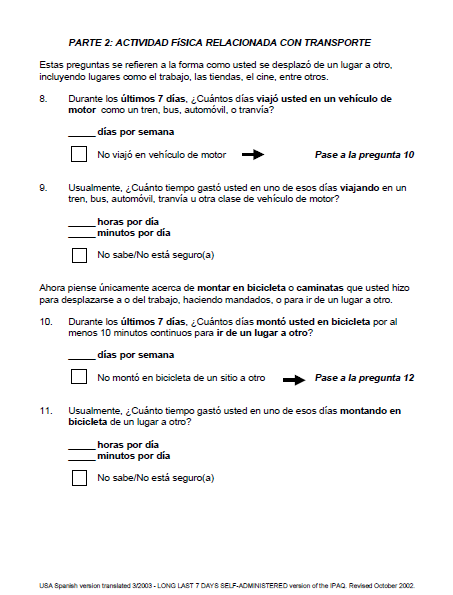 PARTE 2: ACTIVIDAD FíSICA RELACIONADA CON TRANSPORTE
Estas preguntas se refieren a la forma como usted se desplazó de un lugar a otro,
incluyendo lugares como el trabajo, las tiendas, el cine, entre otros.
8. Durante los últimos 7 días, ¿Cuántos días viajó usted en un vehículo de
motor como un tren, bus, automóvil, o tranvía?
_____ días por semana
No viajó en vehículo de motor Pase a la pregunta 10
9. Usualmente, ¿Cuánto tiempo gastó usted en uno de esos días viajando en un
tren, bus, automóvil, tranvía u otra clase de vehículo de motor?
_____ horas por día
_____ minutos por día
No sabe/No está seguro(a)
Ahora piense únicamente acerca de montar en bicicleta o caminatas que usted hizo
para desplazarse a o del trabajo, haciendo mandados, o para ir de un lugar a otro.
10. Durante los últimos 7 días, ¿Cuántos días montó usted en bicicleta por al
menos 10 minutos continuos para ir de un lugar a otro?
_____ días por semana
No montó en bicicleta de un sitio a otro Pase a la pregunta 12
11. Usualmente, ¿Cuánto tiempo gastó usted en uno de esos días montando en
bicicleta de un lugar a otro?
_____ horas por día
_____ minutos por día
No sabe/No está seguro(a)
USA Spanish version translated 3/2003 - LONG LAST 7 DAYS SELF-ADMINISTERED version of the IPAQ. Revised October 2002.